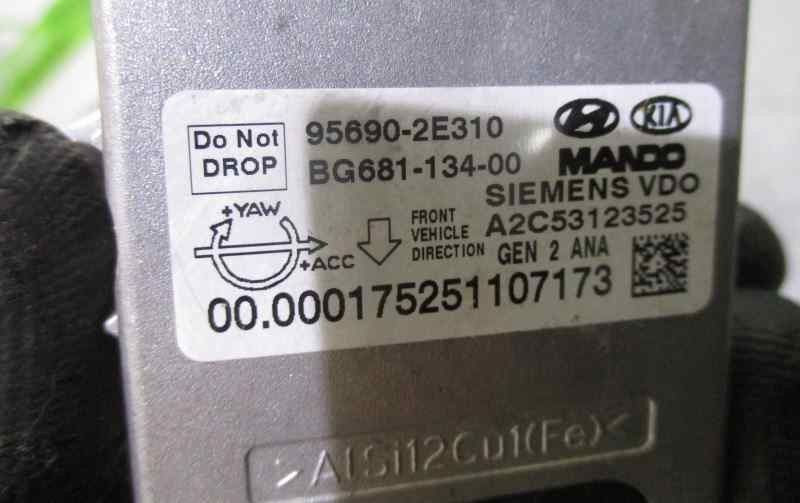 Do Not
DROP
95690-2E310
BG681-134-00
KIA
MANDO
SIEMENS VDO
+YAW
+ACC
FRONT
VEHICLE
DIRECTION
A2C53123525
GEN 2 ANA
00.000175251107173
>AlSi12Cu1(Fe)<